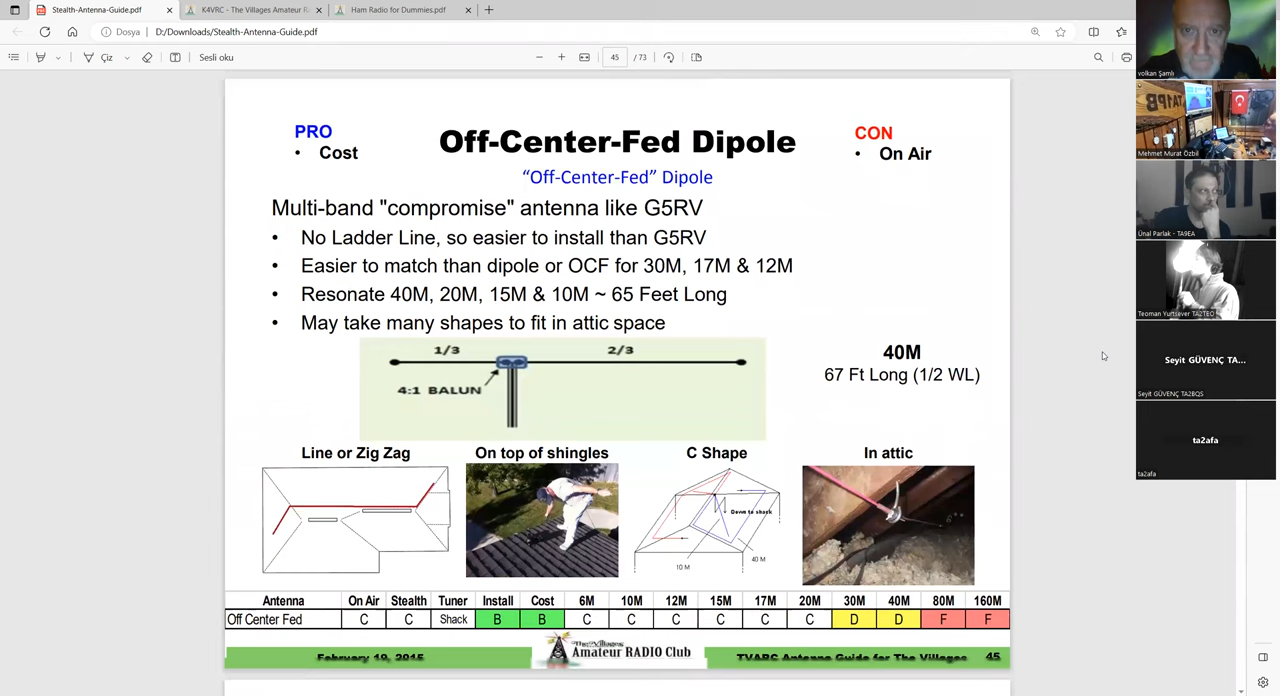 Stealth-Antenna-Guide.pdf
K4VRC - The Villages Amateur R
Ham Radio for Dummies.pdf
Dosya
D:/Downloads/Stealth-Antenna-Guide.pdf
Çiz
Sesli oku
45
/ 73
PRO
• Cost
Off-Center-Fed Dipole
CON
• On Air
"Off-Center-Fed" Dipole
Multi-band "compromise" antenna like G5RV
• No Ladder Line, so easier to install than G5RV
• Easier to match than dipole or OCF for 30M, 17M & 12M
• Resonate 40M, 20M, 15M & 10M ~ 65 Feet Long
• May take many shapes to fit in attic space
1/3
2/3
4:1 BALUN
40M
67 Ft Long (1/2 WL)
Line or Zig Zag
On top of shingles
C Shape
In attic
Down to shack
10 M
40 M
Antenna On Air Stealth Tuner Install Cost 6M 10M 12M 15M 17M 20M 30M 40M 80M 160M
Off Center Fed C C Shack B B C C C C C C D D F F
February 19, 2015
The Villages
Amateur RADIO Club
TVARC Antenna Guide for The Villages 45
volkan Şamlı
TA1PB
Mehmet Murat Özbil
Ünal Parlak - TA9EA
Teoman Yurtsever TA2TEO
Seyit GÜVENÇ TA...
Seyit GÜVENÇ TA2BQS
ta2afa
ta2afa